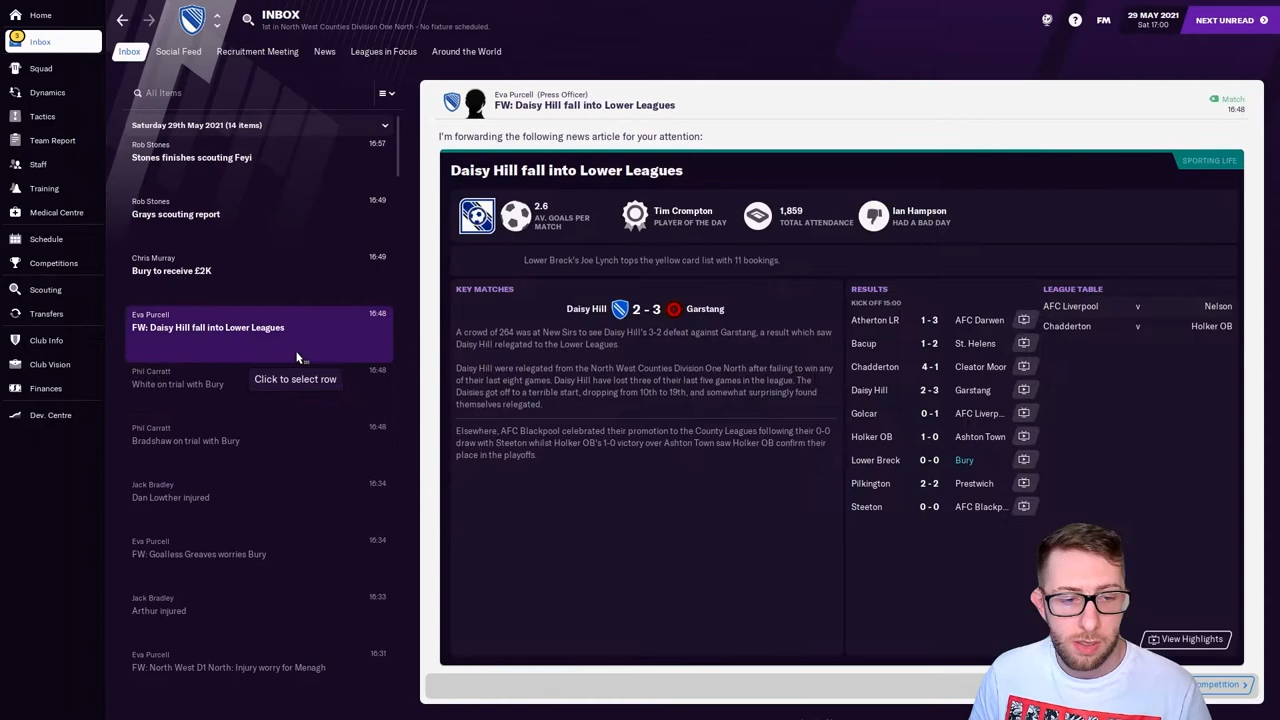 Home
INBOX
1st in North West Counties Division One North - No fixture scheduled.
FM
29 MAY 2021
Sat 17:00
NEXT UNREAD
3
Inbox
Squad
Dynamics
Tactics
Team Report
Staff
Training
Medical Centre
Schedule
Competitions
Scouting
Transfers
Club Info
Club Vision
Finances
Dev. Centre
Inbox
Social Feed
Recruitment Meeting
News
Leagues in Focus
Around the World
All Items
Saturday 29th May 2021 (14 items)
Rob Stones 16:57
Stones finishes scouting Feyi
Rob Stones 16:49
Grays scouting report
Chris Murray 16:49
Bury to receive £2K
Eva Purcell 16:48
FW: Daisy Hill fall into Lower Leagues
Click to select row
Phil Carratt 16:48
White on trial with Bury
Phil Carratt 16:48
Bradshaw on trial with Bury
Jack Bradley 16:34
Dan Lowther injured
Eva Purcell 16:34
FW: Goalless Greaves worries Bury
Jack Bradley 16:33
Arthur injured
Eva Purcell 16:31
FW: North West D1 North: Injury worry for Menagh
Eva Purcell (Press Officer)
FW: Daisy Hill fall into Lower Leagues
Match
16:48
I'm forwarding the following news article for your attention:
SPORTING LIFE
Daisy Hill fall into Lower Leagues
2.6
AV. GOALS PER
MATCH
Tim Crompton
PLAYER OF THE DAY
1,859
TOTAL ATTENDANCE
Ian Hampson
HAD A BAD DAY
Lower Breck's Joe Lynch tops the yellow card list with 11 bookings.
KEY MATCHES
Daisy Hill 2 - 3 Garstang
A crowd of 264 was at New Sirs to see Daisy Hill's 3-2 defeat against Garstang, a result which saw
Daisy Hill relegated to the Lower Leagues.
Daisy Hill were relegated from the North West Counties Division One North after failing to win any
of their last eight games. Daisy Hill have lost three of their last five games in the league. The
Daisies got off to a terrible start, dropping from 10th to 19th, and somewhat surprisingly found
themselves relegated.
Elsewhere, AFC Blackpool celebrated their promotion to the County Leagues following their 0-0
draw with Steeton whilst Holker OB's 1-0 victory over Ashton Town saw Holker OB confirm their
place in the playoffs.
RESULTS
KICK OFF 15:00
Atherton LR 1 - 3 AFC Darwen
Bacup 1 - 2 St. Helens
Chadderton 4 - 1 Cleator Moor
Daisy Hill 2 - 3 Garstang
Golcar 0 - 1 AFC Liverp...
Holker OB 1 - 0 Ashton Town
Lower Breck 0 - 0 Bury
Pilkington 2 - 2 Prestwich
Steeton 0 - 0 AFC Blackp...
LEAGUE TABLE
AFC Liverpool v Nelson
Chadderton v Holker OB
View Highlights